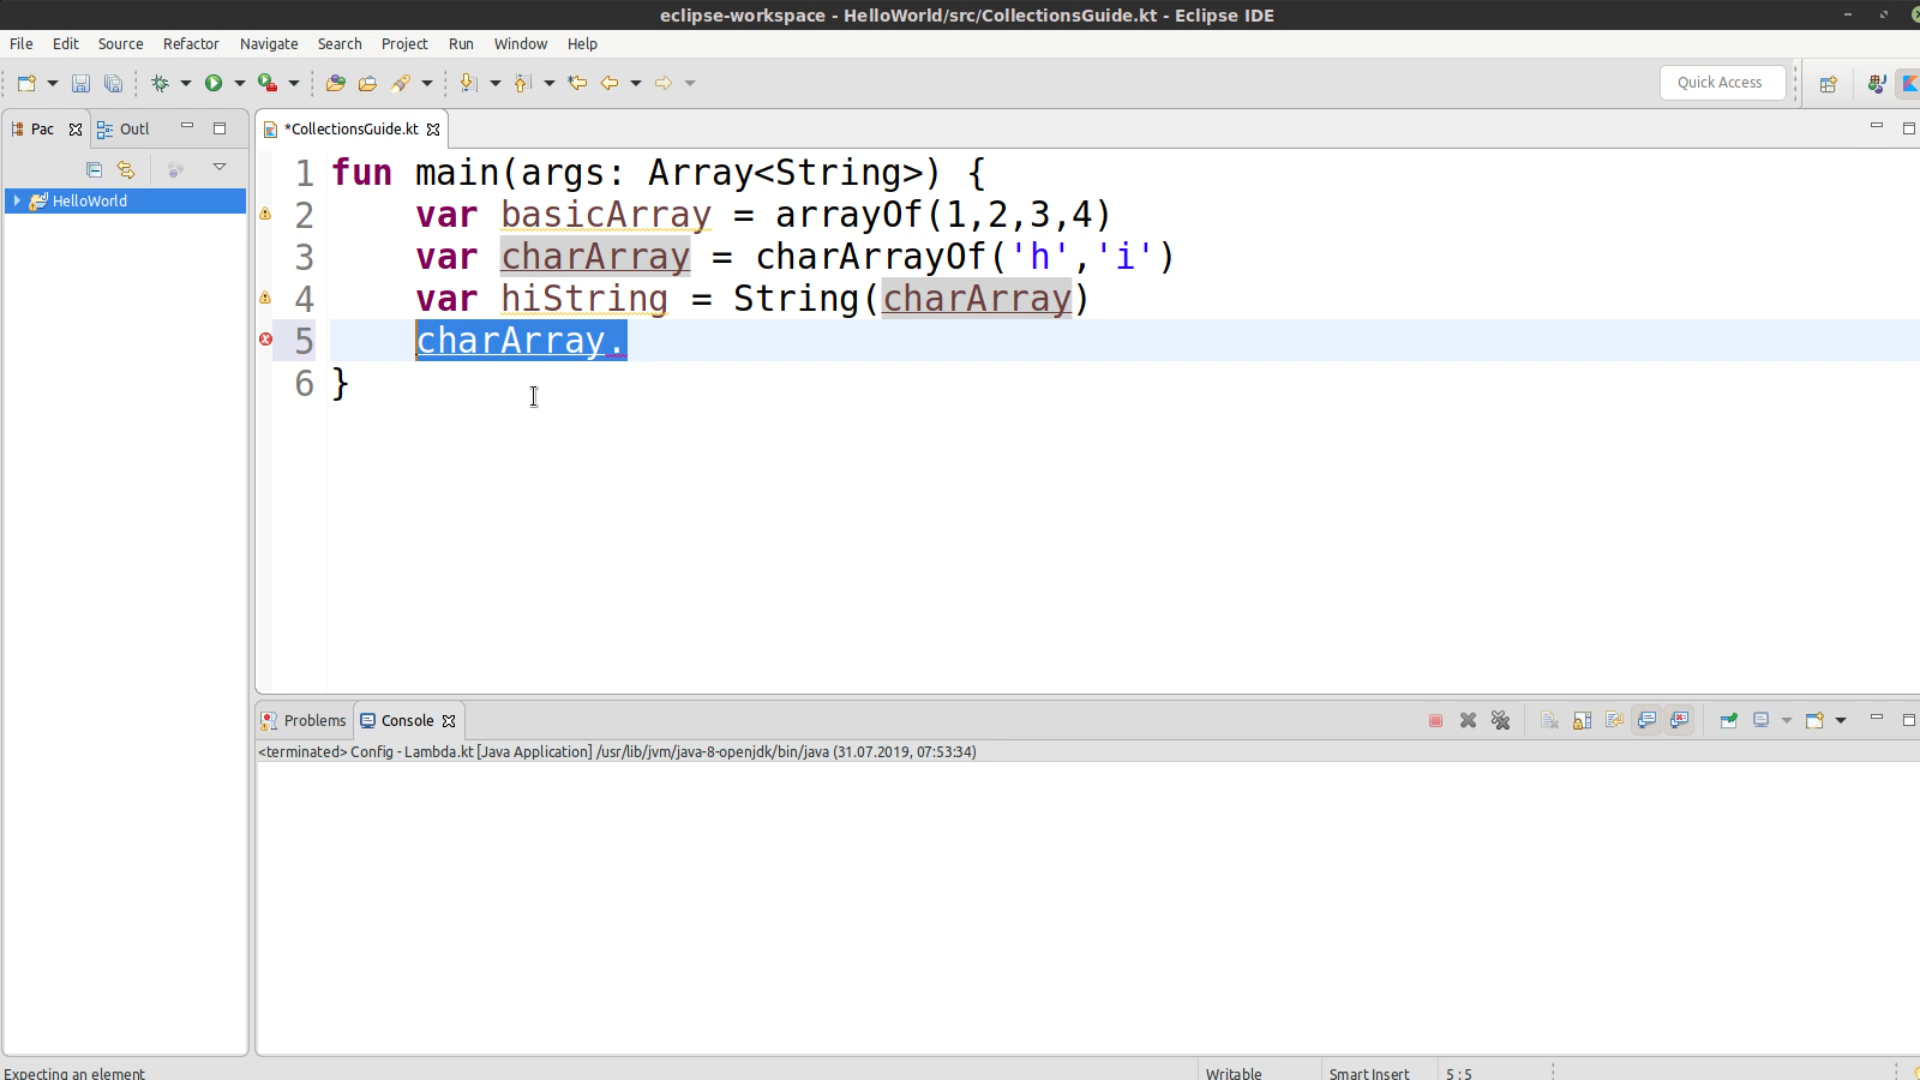 eclipse-workspace - HelloWorld/src/CollectionsGuide.kt - Eclipse IDE
File Edit Source Refactor Navigate Search Project Run Window Help
Quick Access
Pac Outl
*CollectionsGuide.kt
HelloWorld
1 fun main(args: Array<String>) {
2 var basicArray = arrayOf(1,2,3,4)
3 var charArray = charArrayOf('h','i')
4 var hiString = String(charArray)
5 charArray.
6 }
Problems Console
<terminated> Config - Lambda.kt [Java Application] /usr/lib/jvm/java-8-openjdk/bin/java (31.07.2019, 07:53:34)
Expecting an element Writable Smart Insert 5 : 5